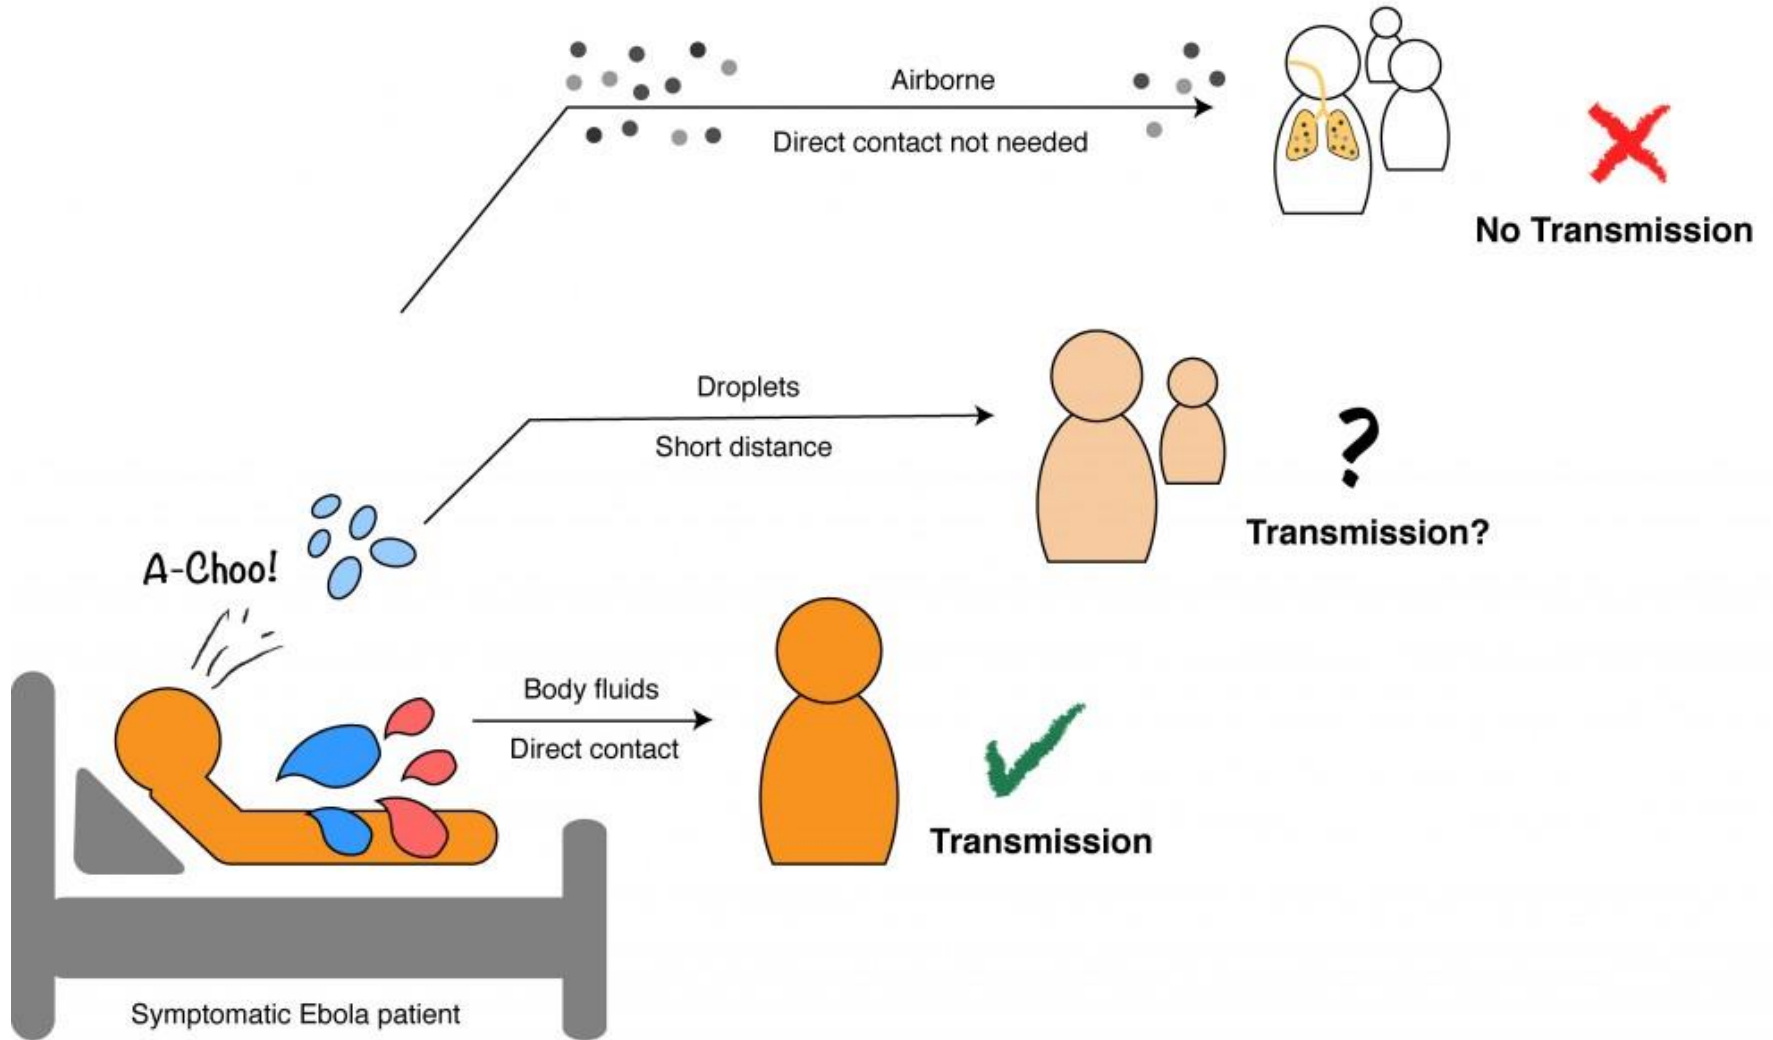 Airborne
Direct contact not needed
No Transmission
Droplets
Short distance
?
Transmission?
A-Choo!
Body fluids
Direct contact
Transmission
Symptomatic Ebola patient